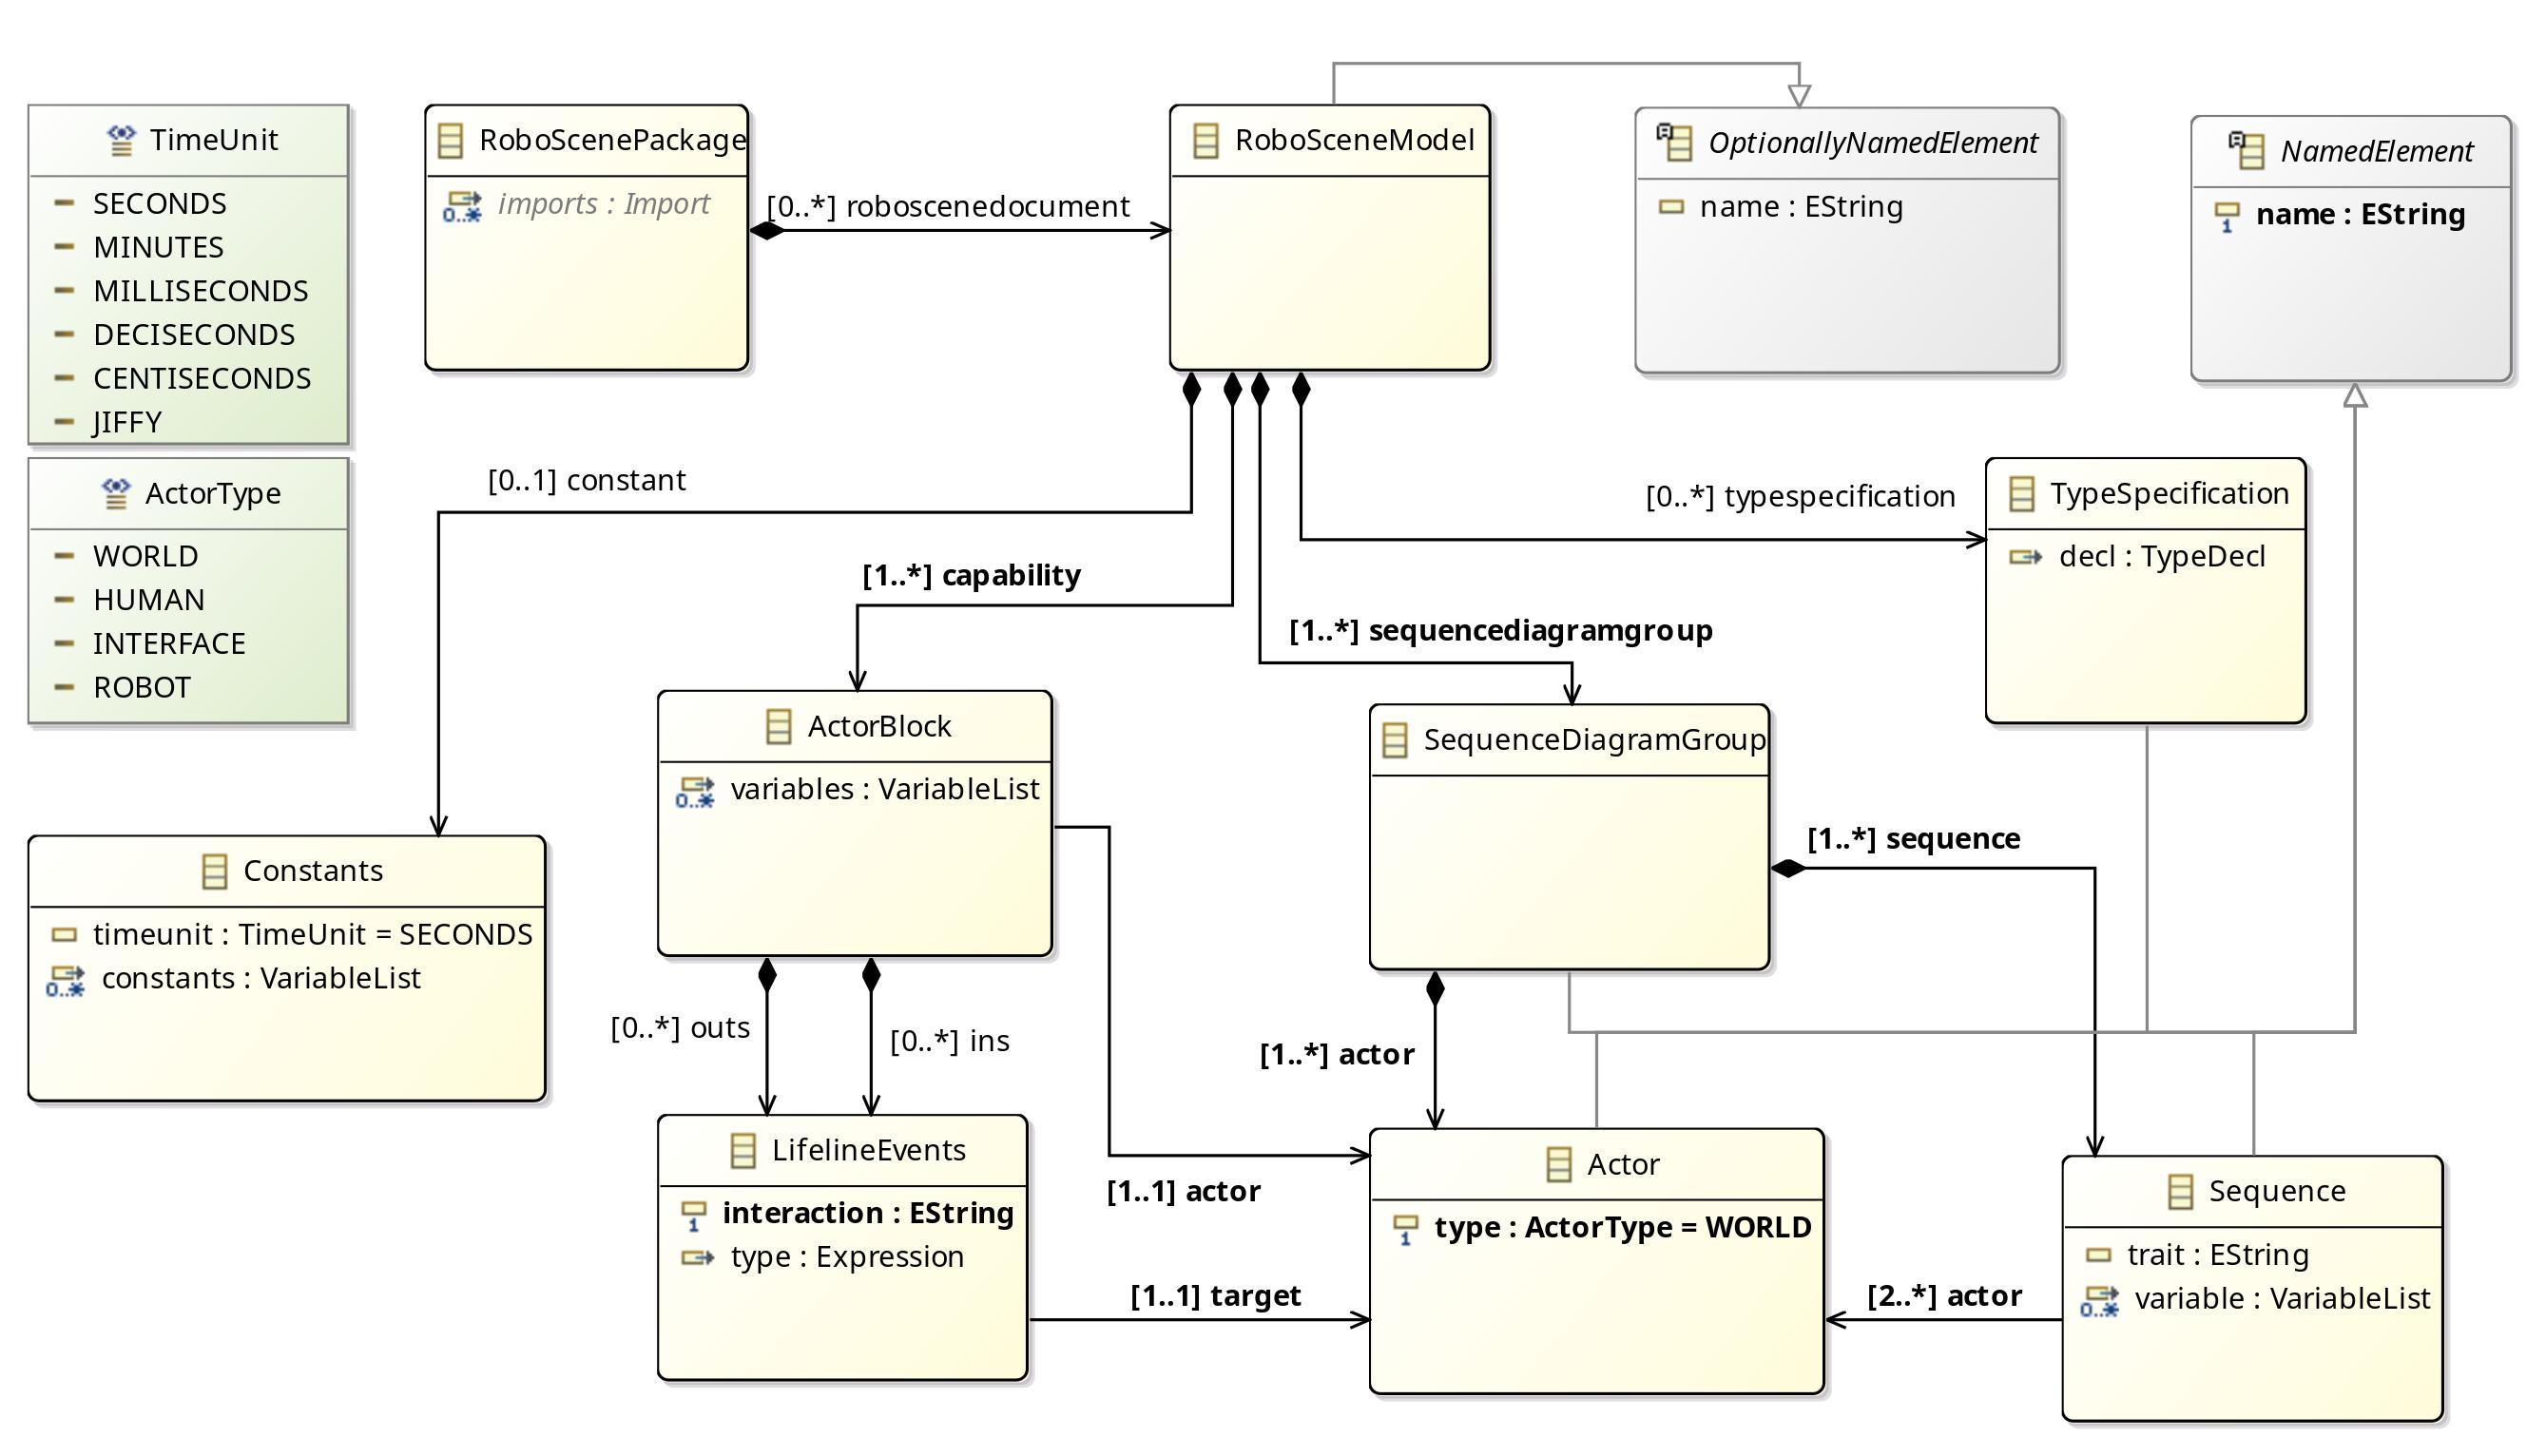 TimeUnit
SECONDS
MINUTES
MILLISECONDS
DECISECONDS
CENTISECONDS
JIFFY
ActorType
WORLD
HUMAN
INTERFACE
ROBOT
RoboScenePackage
0..* imports : Import
[0..*] roboscenedocument
RoboSceneModel
OptionallyNamedElement
name : EString
NamedElement
1 name : EString
[0..1] constant
[1..*] capability
[1..*] sequencediagramgroup
[0..*] typespecification
TypeSpecification
decl : TypeDecl
ActorBlock
0..* variables : VariableList
SequenceDiagramGroup
[1..*] sequence
Constants
timeunit : TimeUnit = SECONDS
0..* constants : VariableList
[0..*] outs
[0..*] ins
[1..*] actor
LifelineEvents
1 interaction : EString
type : Expression
[1..1] actor
[1..1] target
Actor
1 type : ActorType = WORLD
[2..*] actor
Sequence
trait : EString
0..* variable : VariableList